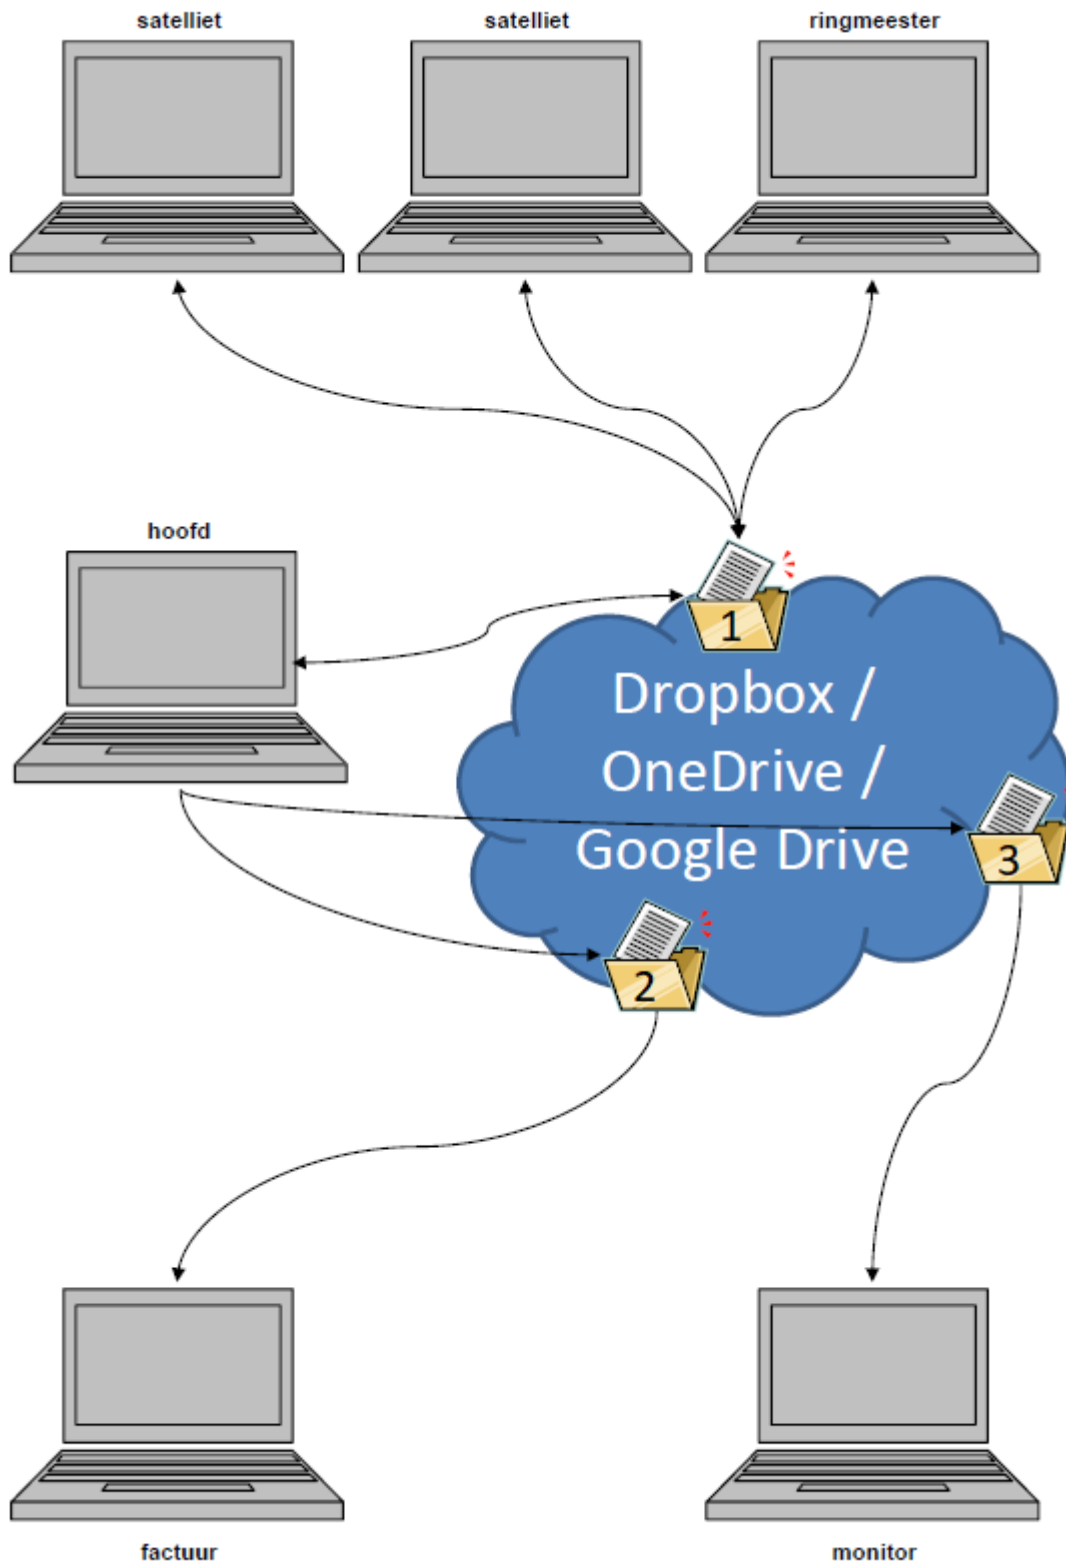 satelliet
satelliet
ringmeester
hoofd
1
Dropbox /
OneDrive /
Google Drive
3
2
factuur
monitor